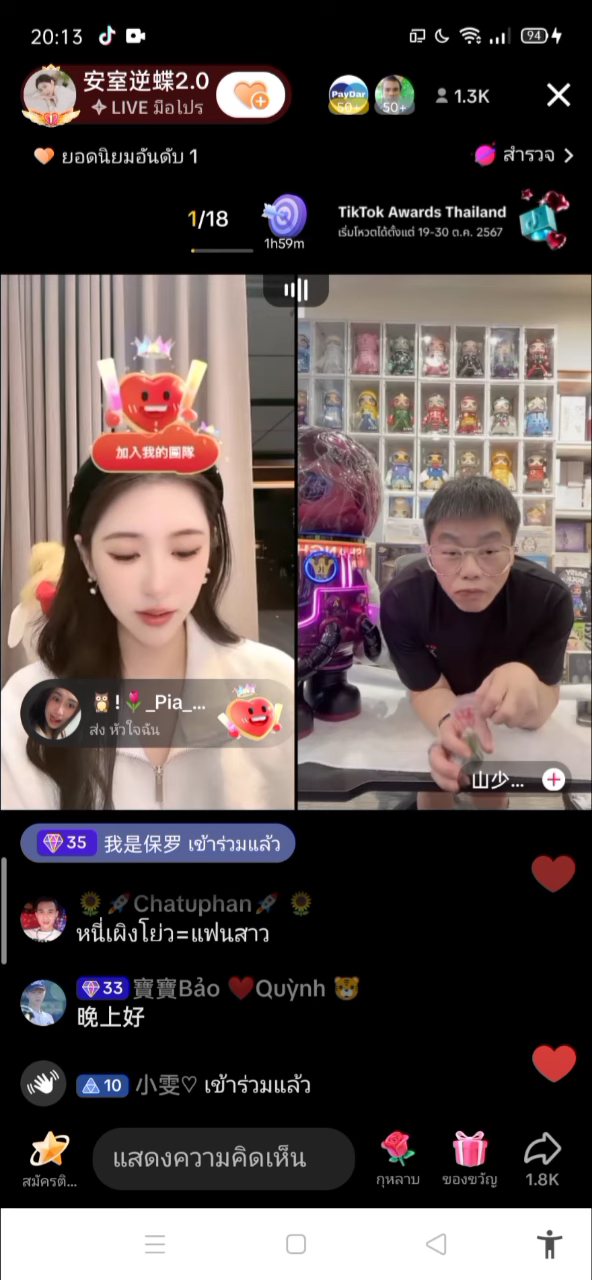 20:13
94
安室逆蝶2.0
LIVE มือโปร
PayDar
50+
50+
1.3K
ยอดนิยมอันดับ 1
สำรวจ
1/18
1h59m
TikTok Awards Thailand
เริ่มโหวตได้ตั้งแต่ 19-30 ต.ค. 2567
加入我的團隊
🦉!🌷_Pia_...
ส่ง หัวใจฉัน
山少...
35 我是保罗 เข้าร่วมแล้ว
🌻🚀Chatuphan🚀 🌻
หนี่เผิงโย่ว=แฟนสาว
33 寶寶Bảo ❤️Quỳnh 🐯
晚上好
10 小雯♡ เข้าร่วมแล้ว
สมัครติ...
แสดงความคิดเห็น
กุหลาบ
ของขวัญ
1.8K